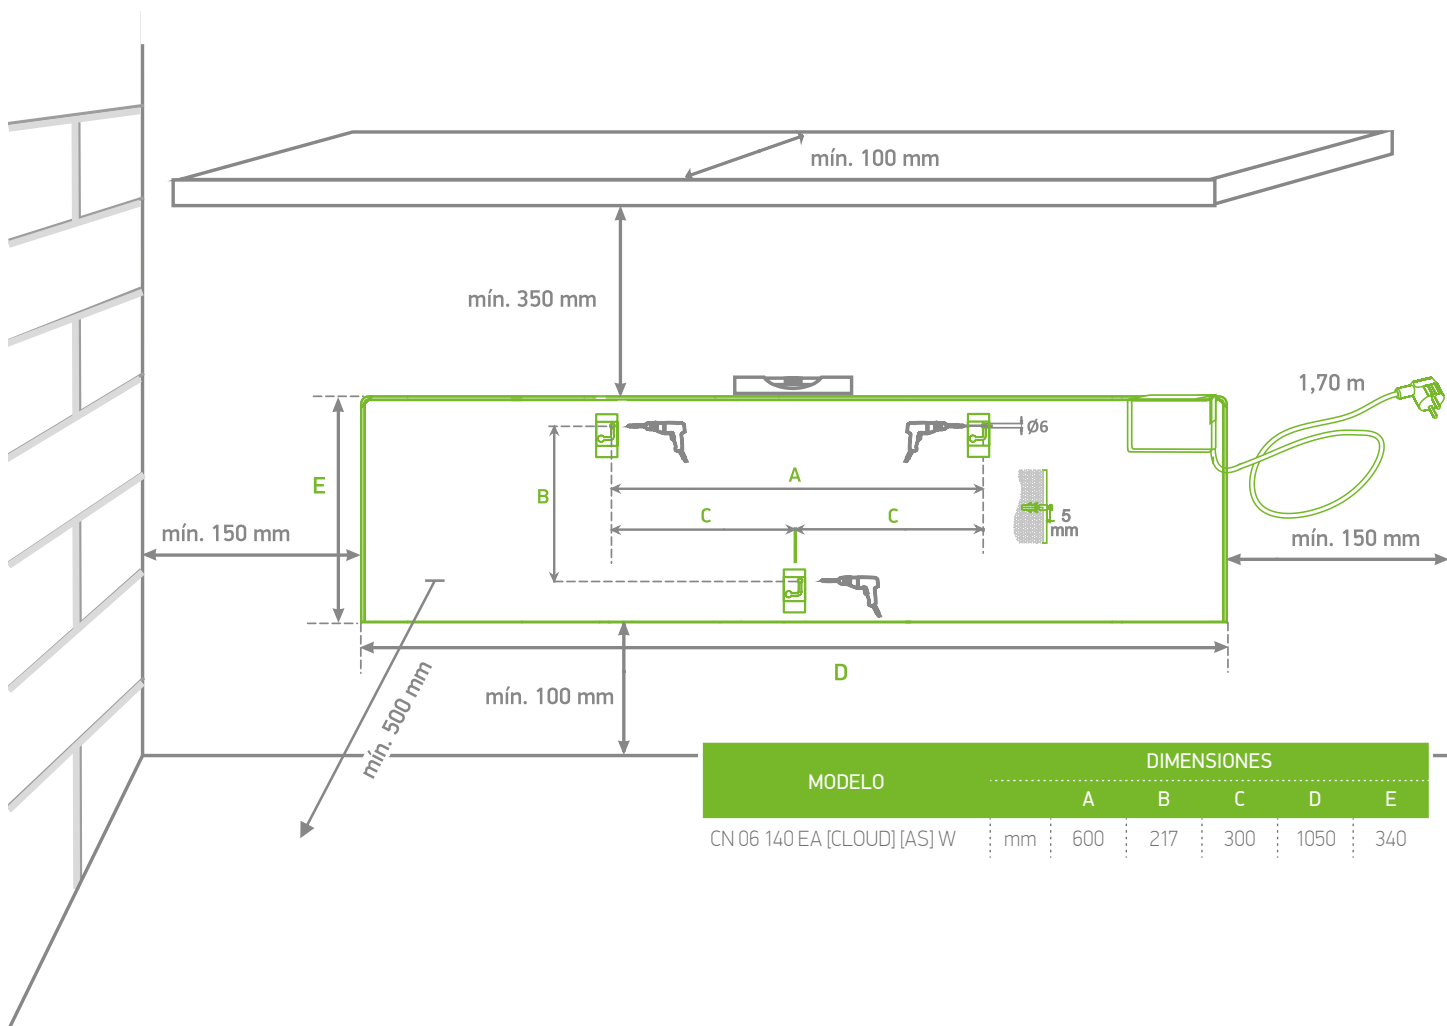 mín. 100 mm
mín. 350 mm
1,70 m
Ø6
A
E
B
C
C
5
mm
mín. 150 mm
mín. 150 mm
D
mín. 500 mm
mín. 100 mm
MODELO
DIMENSIONES
A B C D E
CN 06 140 EA [CLOUD] [AS] W mm 600 217 300 1050 340